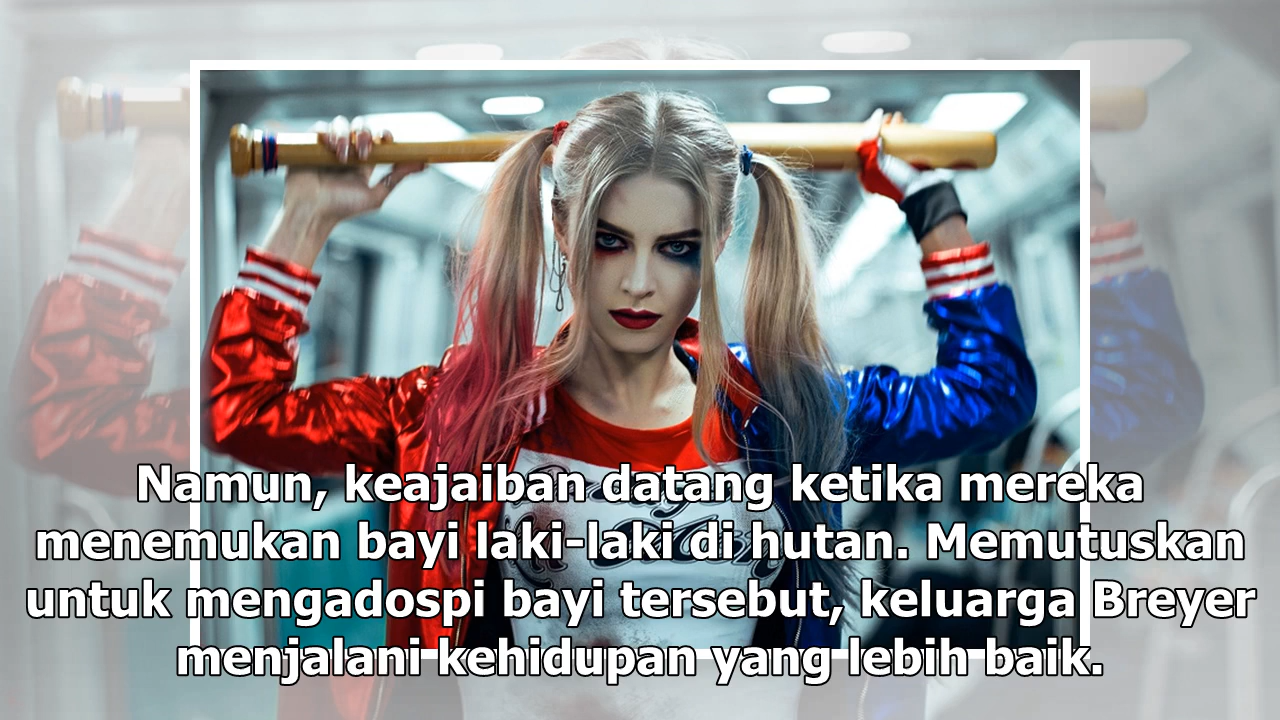 Namun, keajaiban datang ketika mereka
menemukan bayi laki-laki di hutan. Memutuskan
untuk mengadospi bayi tersebut, keluarga Breyer
menjalani kehidupan yang lebih baik.